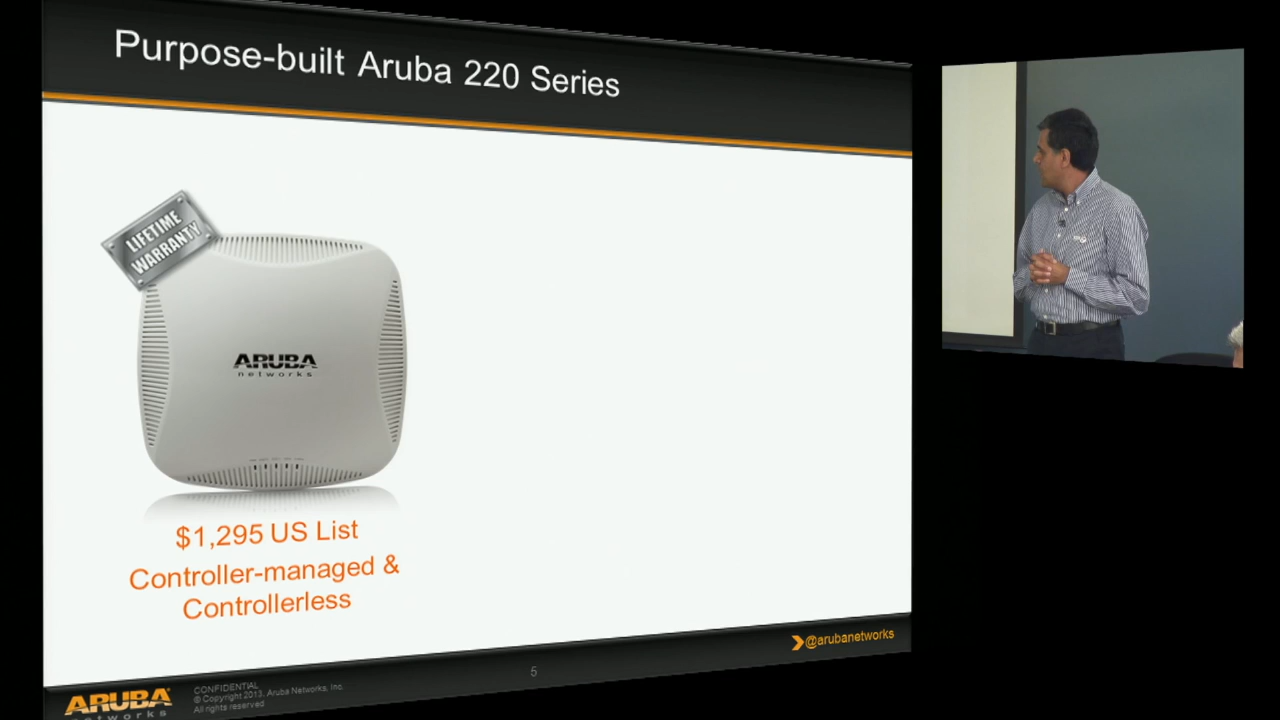 Purpose-built Aruba 220 Series
LIFETIME
WARRANTY
ARUBA
networks
$1,295 US List
Controller-managed &
Controllerless
@arubanetworks
5
ARUBA
networks
CONFIDENTIAL
© Copyright 2013. Aruba Networks, Inc.
All rights reserved